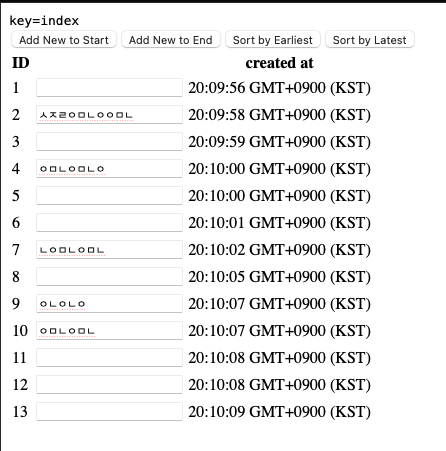 key=index
Add New to Start Add New to End Sort by Earliest Sort by Latest
ID created at
1 20:09:56 GMT+0900 (KST)
2 ㅅㅈㄹㅇㅁㄴㅇㅇㅁㄴ 20:09:58 GMT+0900 (KST)
3 20:09:59 GMT+0900 (KST)
4 ㅇㅁㄴㅇㅁㄴㅇ 20:10:00 GMT+0900 (KST)
5 20:10:00 GMT+0900 (KST)
6 20:10:01 GMT+0900 (KST)
7 ㄴㅇㅁㄴㅇㅁㄴ 20:10:02 GMT+0900 (KST)
8 20:10:05 GMT+0900 (KST)
9 ㅇㄴㅇㄴㅇ 20:10:07 GMT+0900 (KST)
10 ㅇㅁㄴㅇㅁㄴ 20:10:07 GMT+0900 (KST)
11 20:10:08 GMT+0900 (KST)
12 20:10:08 GMT+0900 (KST)
13 20:10:09 GMT+0900 (KST)